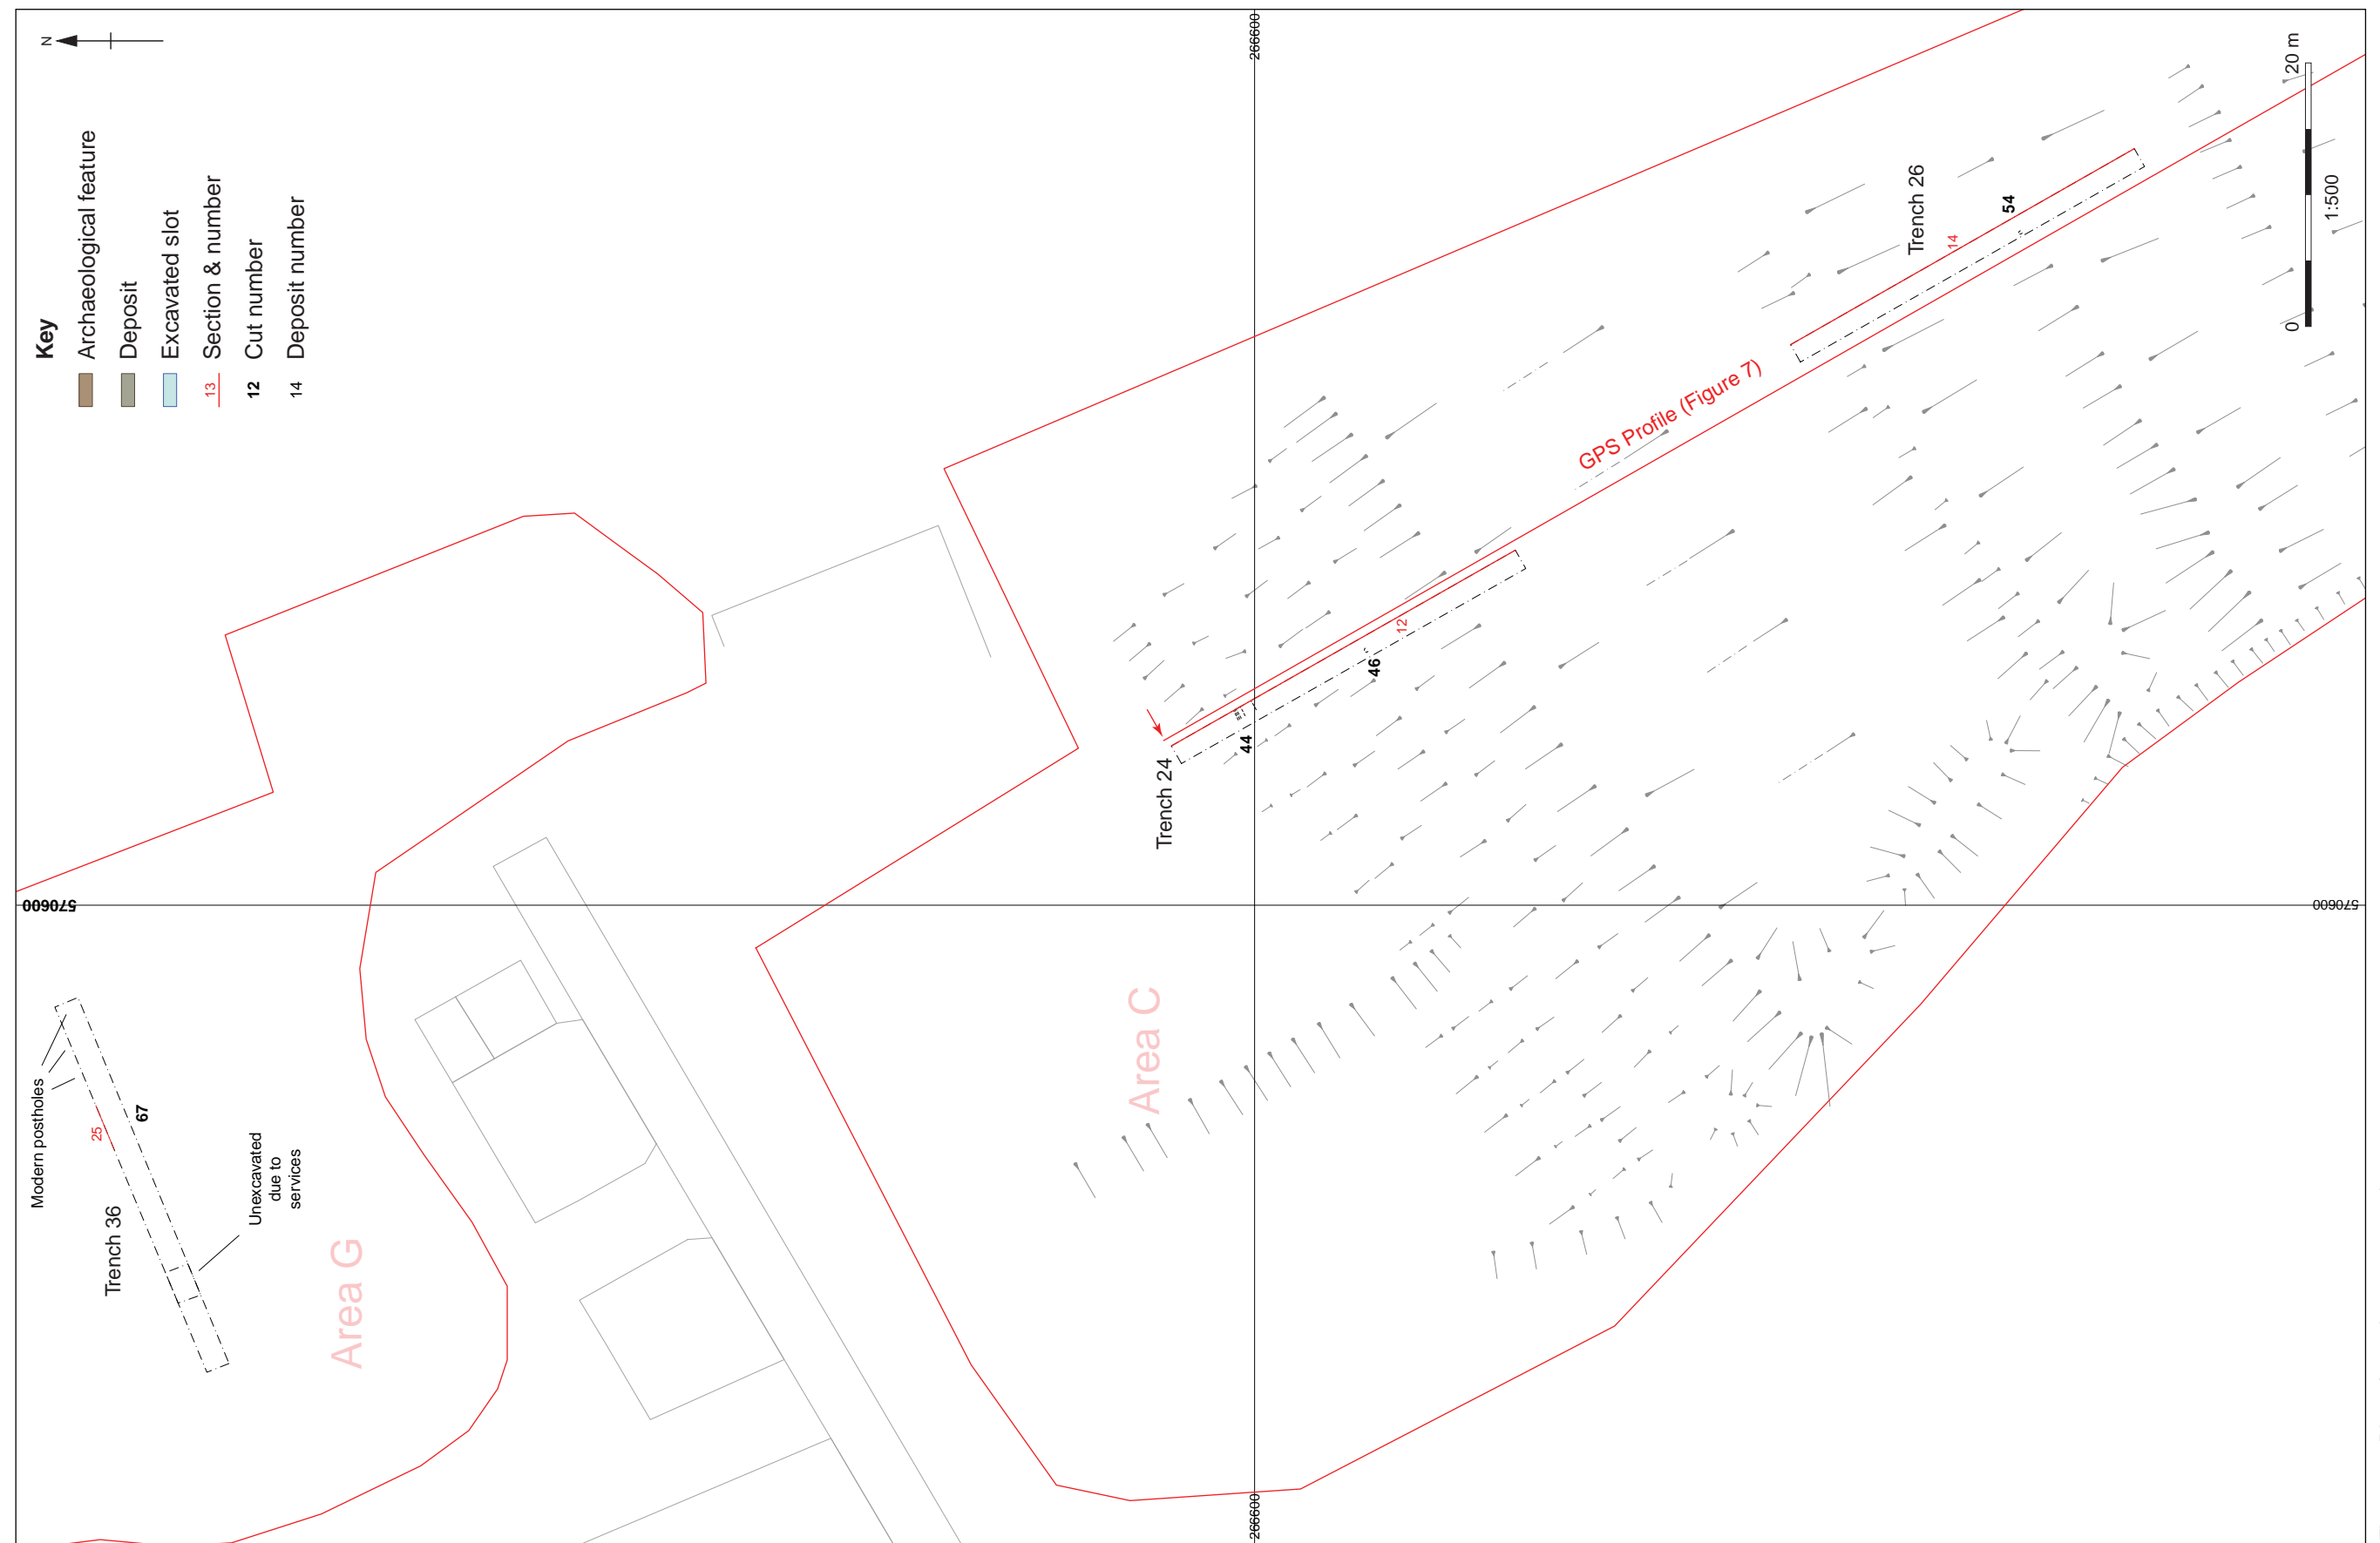 N
Key
Archaeological feature
Deposit
Excavated slot
13 Section & number
12 Cut number
14 Deposit number
Modern postholes
25
67
Trench 36
Unexcavated
due to
services
Area G
570600
266600
Trench 24
44
46
12
GPS Profile (Figure 7)
Trench 26
14
54
Area C
266600
570600
0 20 m
1:500